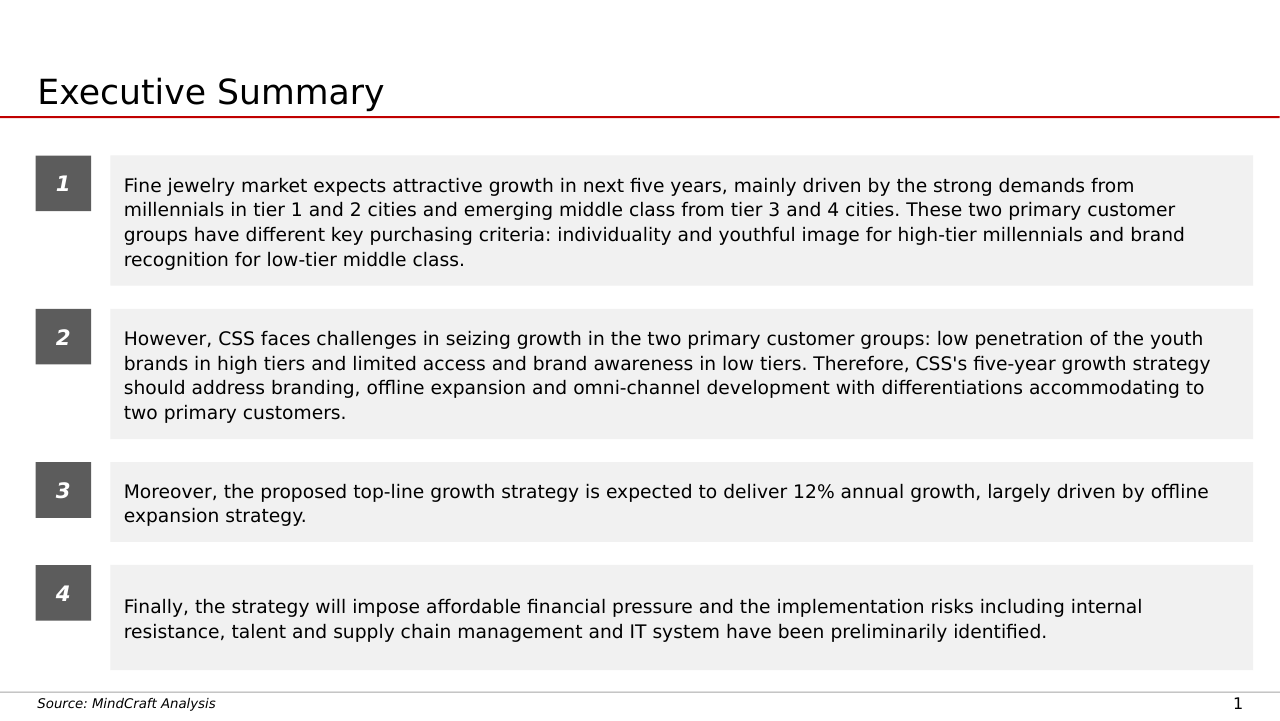 Executive Summary
1
Fine jewelry market expects attractive growth in next five years, mainly driven by the strong demands from
millennials in tier 1 and 2 cities and emerging middle class from tier 3 and 4 cities. These two primary customer
groups have different key purchasing criteria: individuality and youthful image for high-tier millennials and brand
recognition for low-tier middle class.
2
However, CSS faces challenges in seizing growth in the two primary customer groups: low penetration of the youth
brands in high tiers and limited access and brand awareness in low tiers. Therefore, CSS's five-year growth strategy
should address branding, offline expansion and omni-channel development with differentiations accommodating to
two primary customers.
3
Moreover, the proposed top-line growth strategy is expected to deliver 12% annual growth, largely driven by offline
expansion strategy.
4
Finally, the strategy will impose affordable financial pressure and the implementation risks including internal
resistance, talent and supply chain management and IT system have been preliminarily identified.
Source: MindCraft Analysis
1